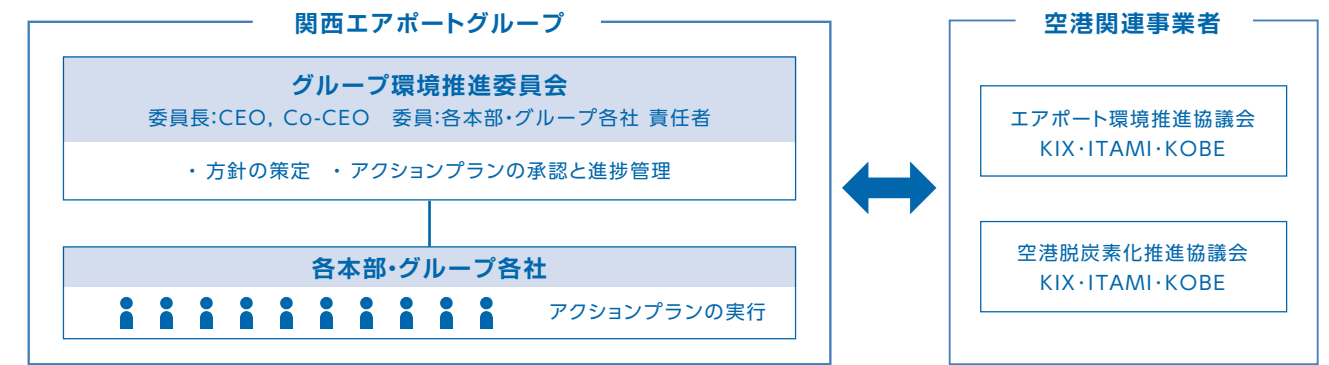 関西エアポートグループ
グループ環境推進委員会
委員長:CEO, Co-CEO 委員:各本部・グループ各社 責任者
・ 方針の策定 ・ アクションプランの承認と進捗管理
各本部・グループ各社
アクションプランの実行
空港関連事業者
エアポート環境推進協議会
KIX・ITAMI・KOBE
空港脱炭素化推進協議会
KIX・ITAMI・KOBE